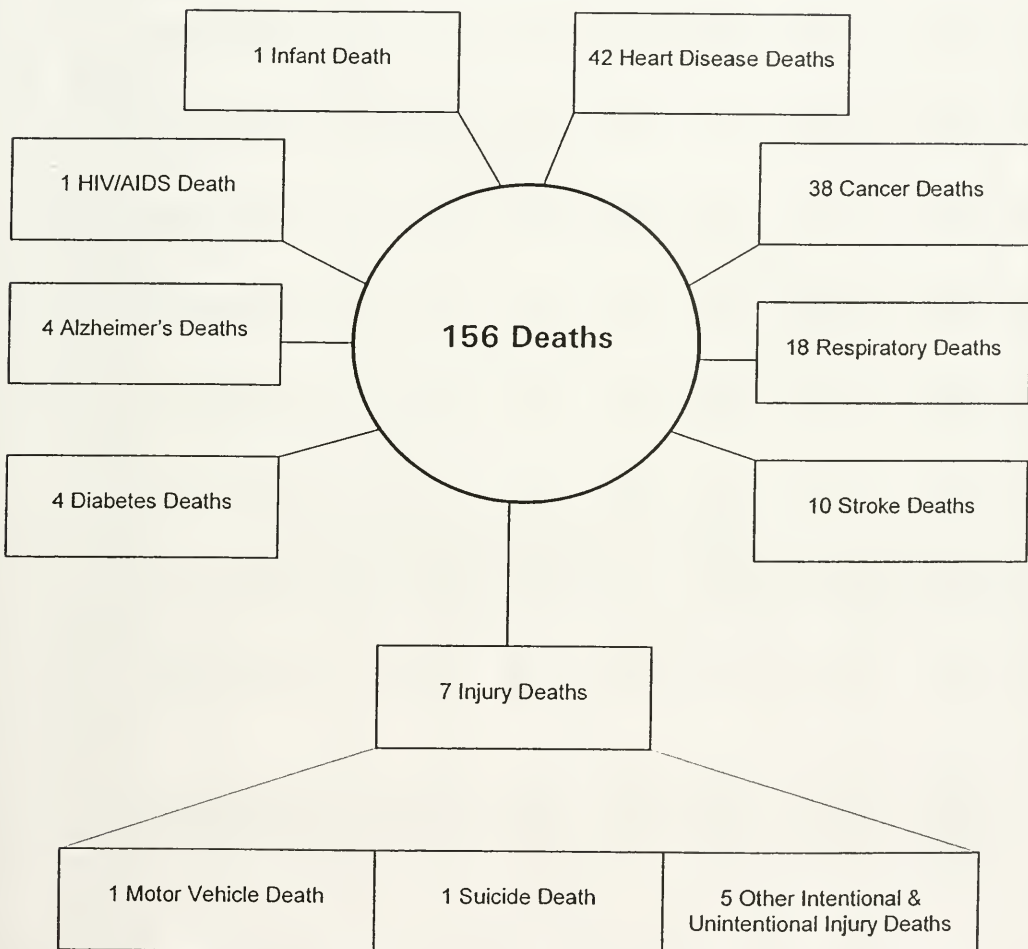 1 Infant Death
42 Heart Disease Deaths
1 HIV/AIDS Death
38 Cancer Deaths
4 Alzheimer's Deaths
156 Deaths
18 Respiratory Deaths
4 Diabetes Deaths
10 Stroke Deaths
7 Injury Deaths
1 Motor Vehicle Death
1 Suicide Death
5 Other Intentional &
Unintentional Injury Deaths